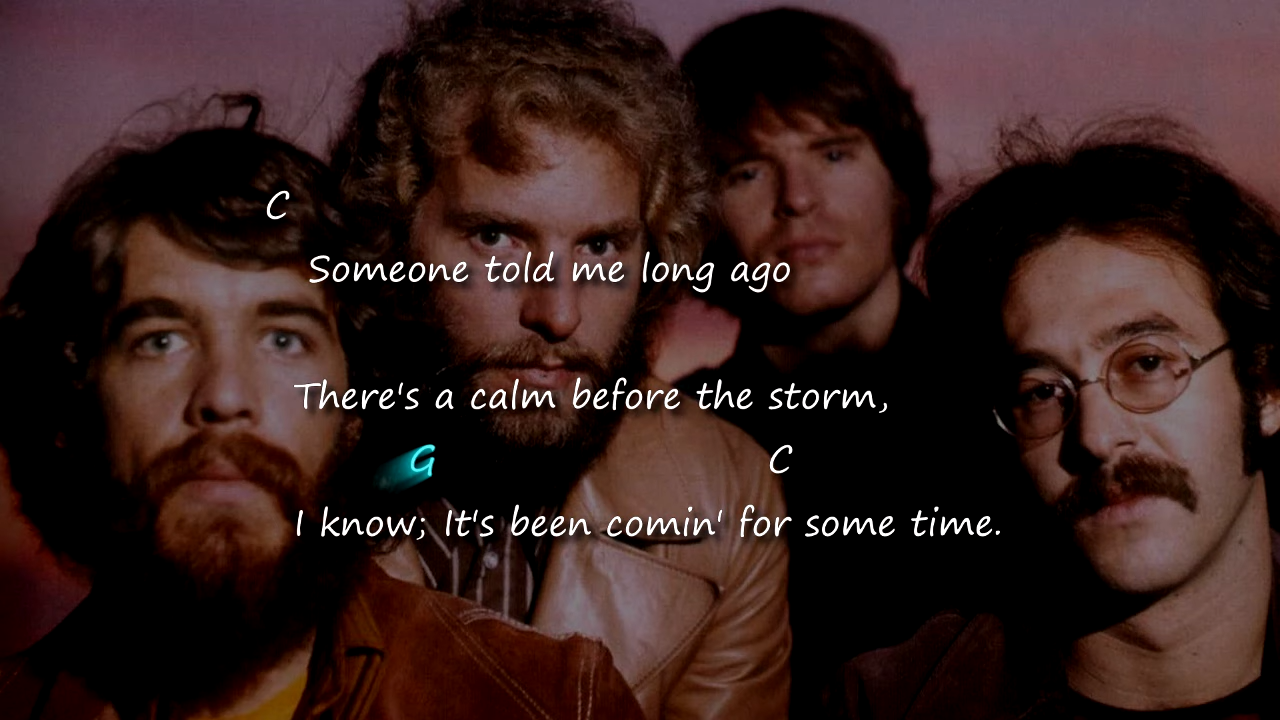 C
Someone told me long ago
There's a calm before the storm,
G C
I know; It's been comin' for some time.